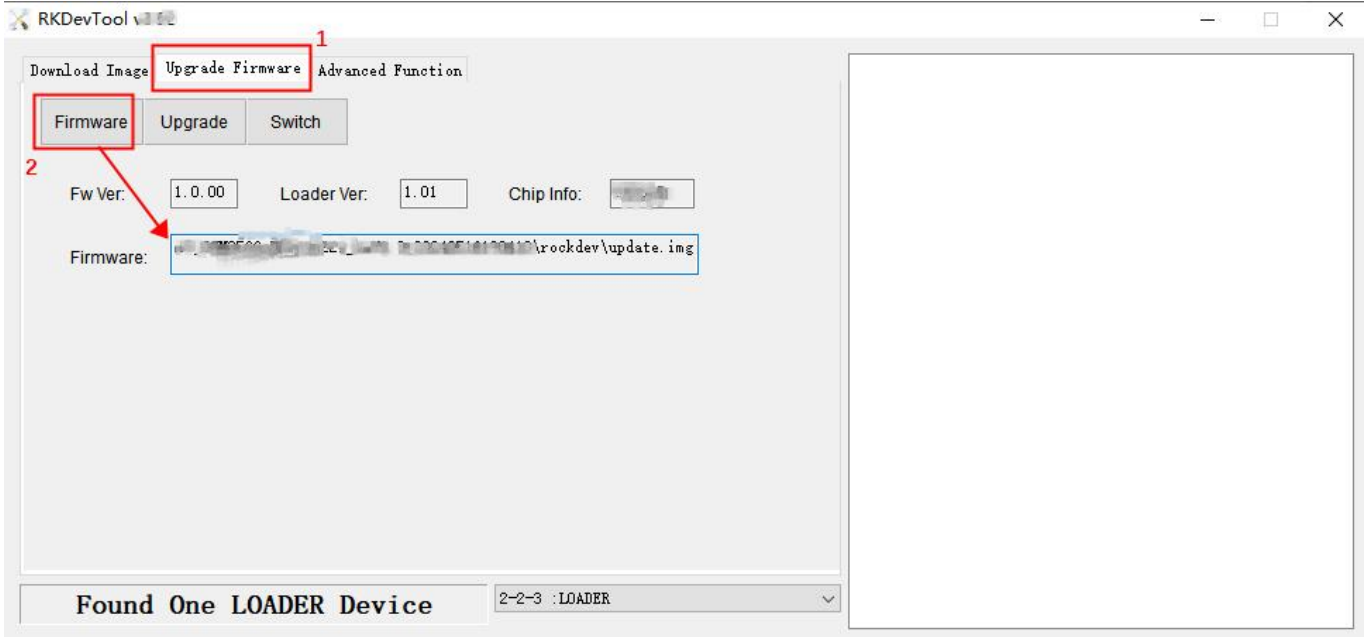 RKDevTool
1
Download Image Upgrade Firmware Advanced Function
Firmware Upgrade Switch
2
Fw Ver: 1.0.00 Loader Ver: 1.01 Chip Info:
Firmware: \rockdev\update.img
Found One LOADER Device 2-2-3 :LOADER